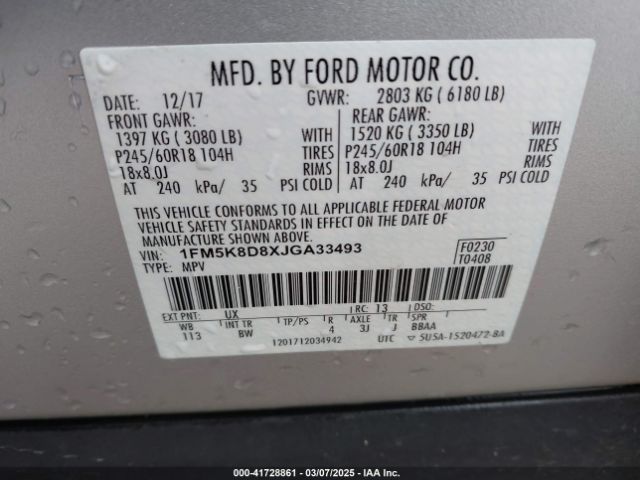 MFD. BY FORD MOTOR CO.
DATE: 12/17 GVWR: 2803 KG ( 6180 LB)
FRONT GAWR: REAR GAWR:
1397 KG ( 3080 LB) WITH 1520 KG ( 3350 LB) WITH
P245/60R18 104H TIRES P245/60R18 104H TIRES
18x8.0J RIMS 18x8.0J RIMS
AT 240 kPa/ 35 PSI COLD AT 240 kPa/ 35 PSI COLD
THIS VEHICLE CONFORMS TO ALL APPLICABLE FEDERAL MOTOR
VEHICLE SAFETY STANDARDS IN EFFECT ON THE DATE OF
MANUFACTURE SHOWN ABOVE.
VIN: 1FM5K8D8XJGA33493 F0230
TYPE: MPV T0408
EXT PNT: UX RC: 13 DSO:
WB INT TR TP/PS R AXLE TR SPR
113 BW 4 3J J BBAA
1201712034942 UTC 5U5A-1520472-BA
000-41728861 | 03/07/2025 | IAA Inc.